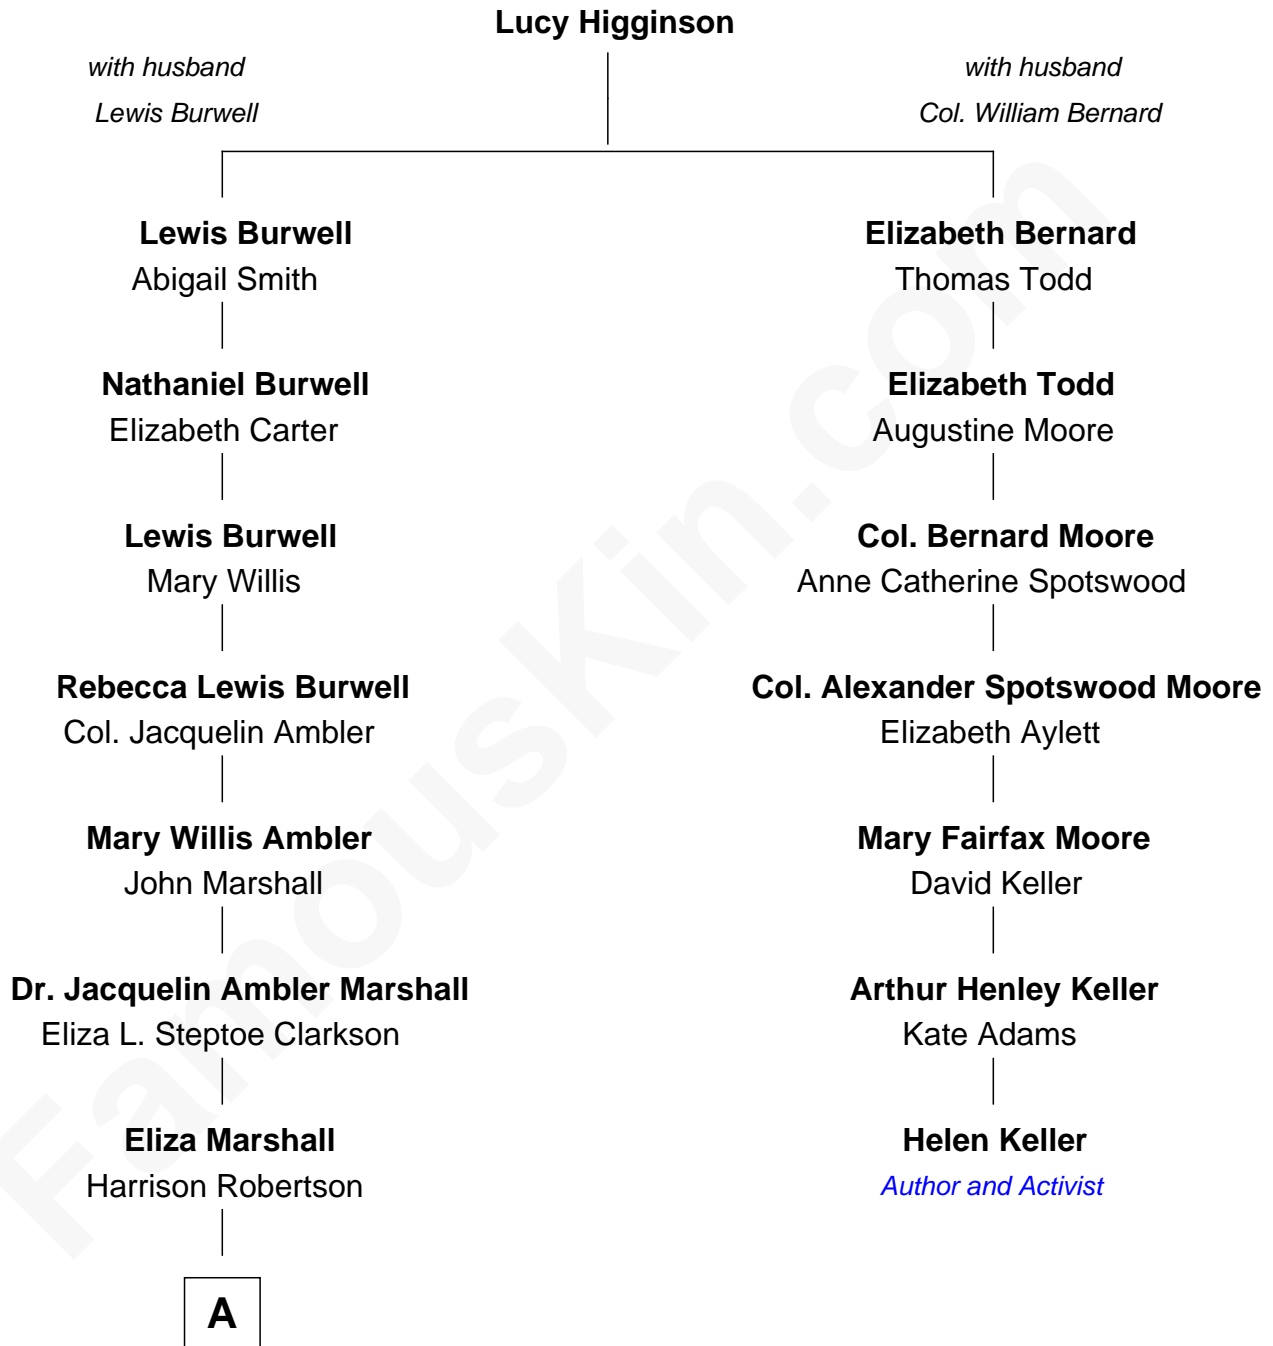 Lucy Higginson
with husband
Lewis Burwell
with husband
Col. William Bernard
Lewis Burwell
Abigail Smith
Elizabeth Bernard
Thomas Todd
Nathaniel Burwell
Elizabeth Carter
Elizabeth Todd
Augustine Moore
Lewis Burwell
Mary Willis
Col. Bernard Moore
Anne Catherine Spotswood
Rebecca Lewis Burwell
Col. Jacquelin Ambler
Col. Alexander Spotswood Moore
Elizabeth Aylett
Mary Willis Ambler
John Marshall
Mary Fairfax Moore
David Keller
Dr. Jacquelin Ambler Marshall
Eliza L. Steptoe Clarkson
Arthur Henley Keller
Kate Adams
Eliza Marshall
Harrison Robertson
Helen Keller
Author and Activist
A
FamousKin.com